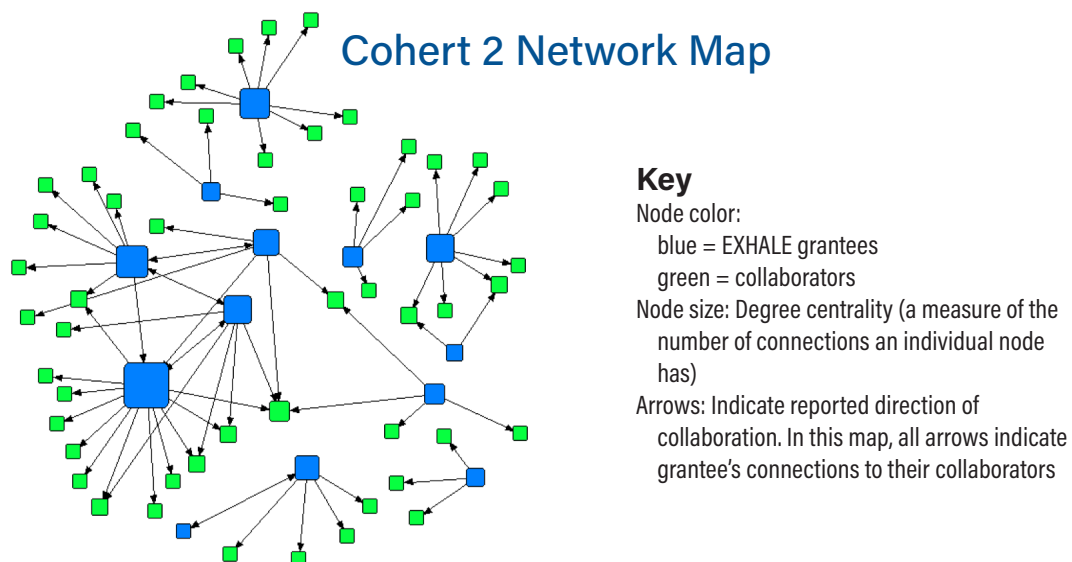 Cohert 2 Network Map
Key
Node color:
blue = EXHALE grantees
green = collaborators
Node size: Degree centrality (a measure of the
number of connections an individual node
has)
Arrows: Indicate reported direction of
collaboration. In this map, all arrows indicate
grantee's connections to their collaborators